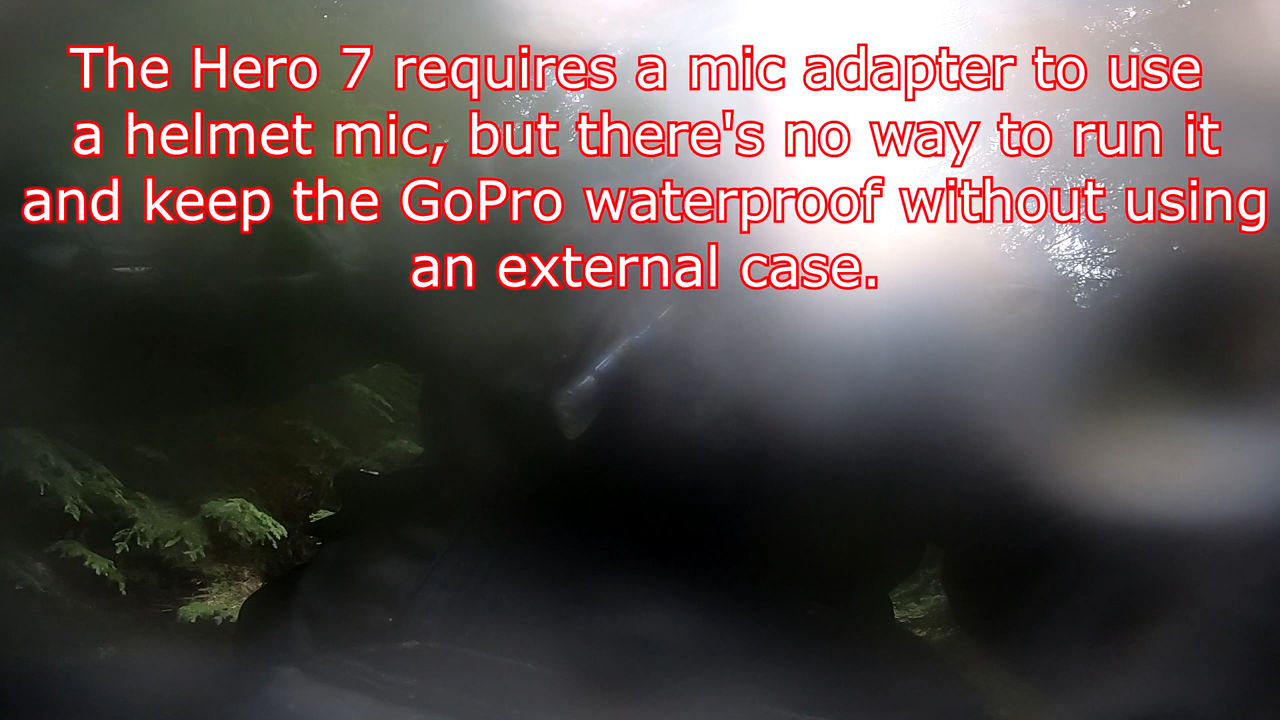 The Hero 7 requires a mic adapter to use
a helmet mic, but there's no way to run it
and keep the GoPro waterproof without using
an external case.